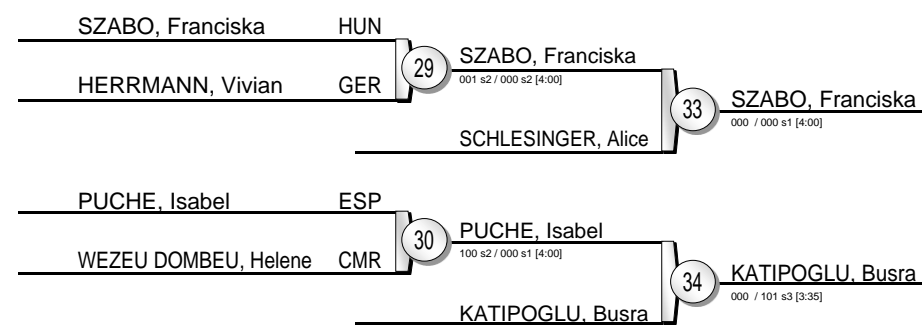 SZABO, Franciska HUN
HERRMANN, Vivian GER
29
SZABO, Franciska
001 s2 / 000 s2 [4:00]
SCHLESINGER, Alice
33
SZABO, Franciska
000 / 000 s1 [4:00]
PUCHE, Isabel ESP
WEZEU DOMBEU, Helene CMR
30
PUCHE, Isabel
100 s2 / 000 s1 [4:00]
KATIPOGLU, Busra
34
KATIPOGLU, Busra
000 / 101 s3 [3:35]